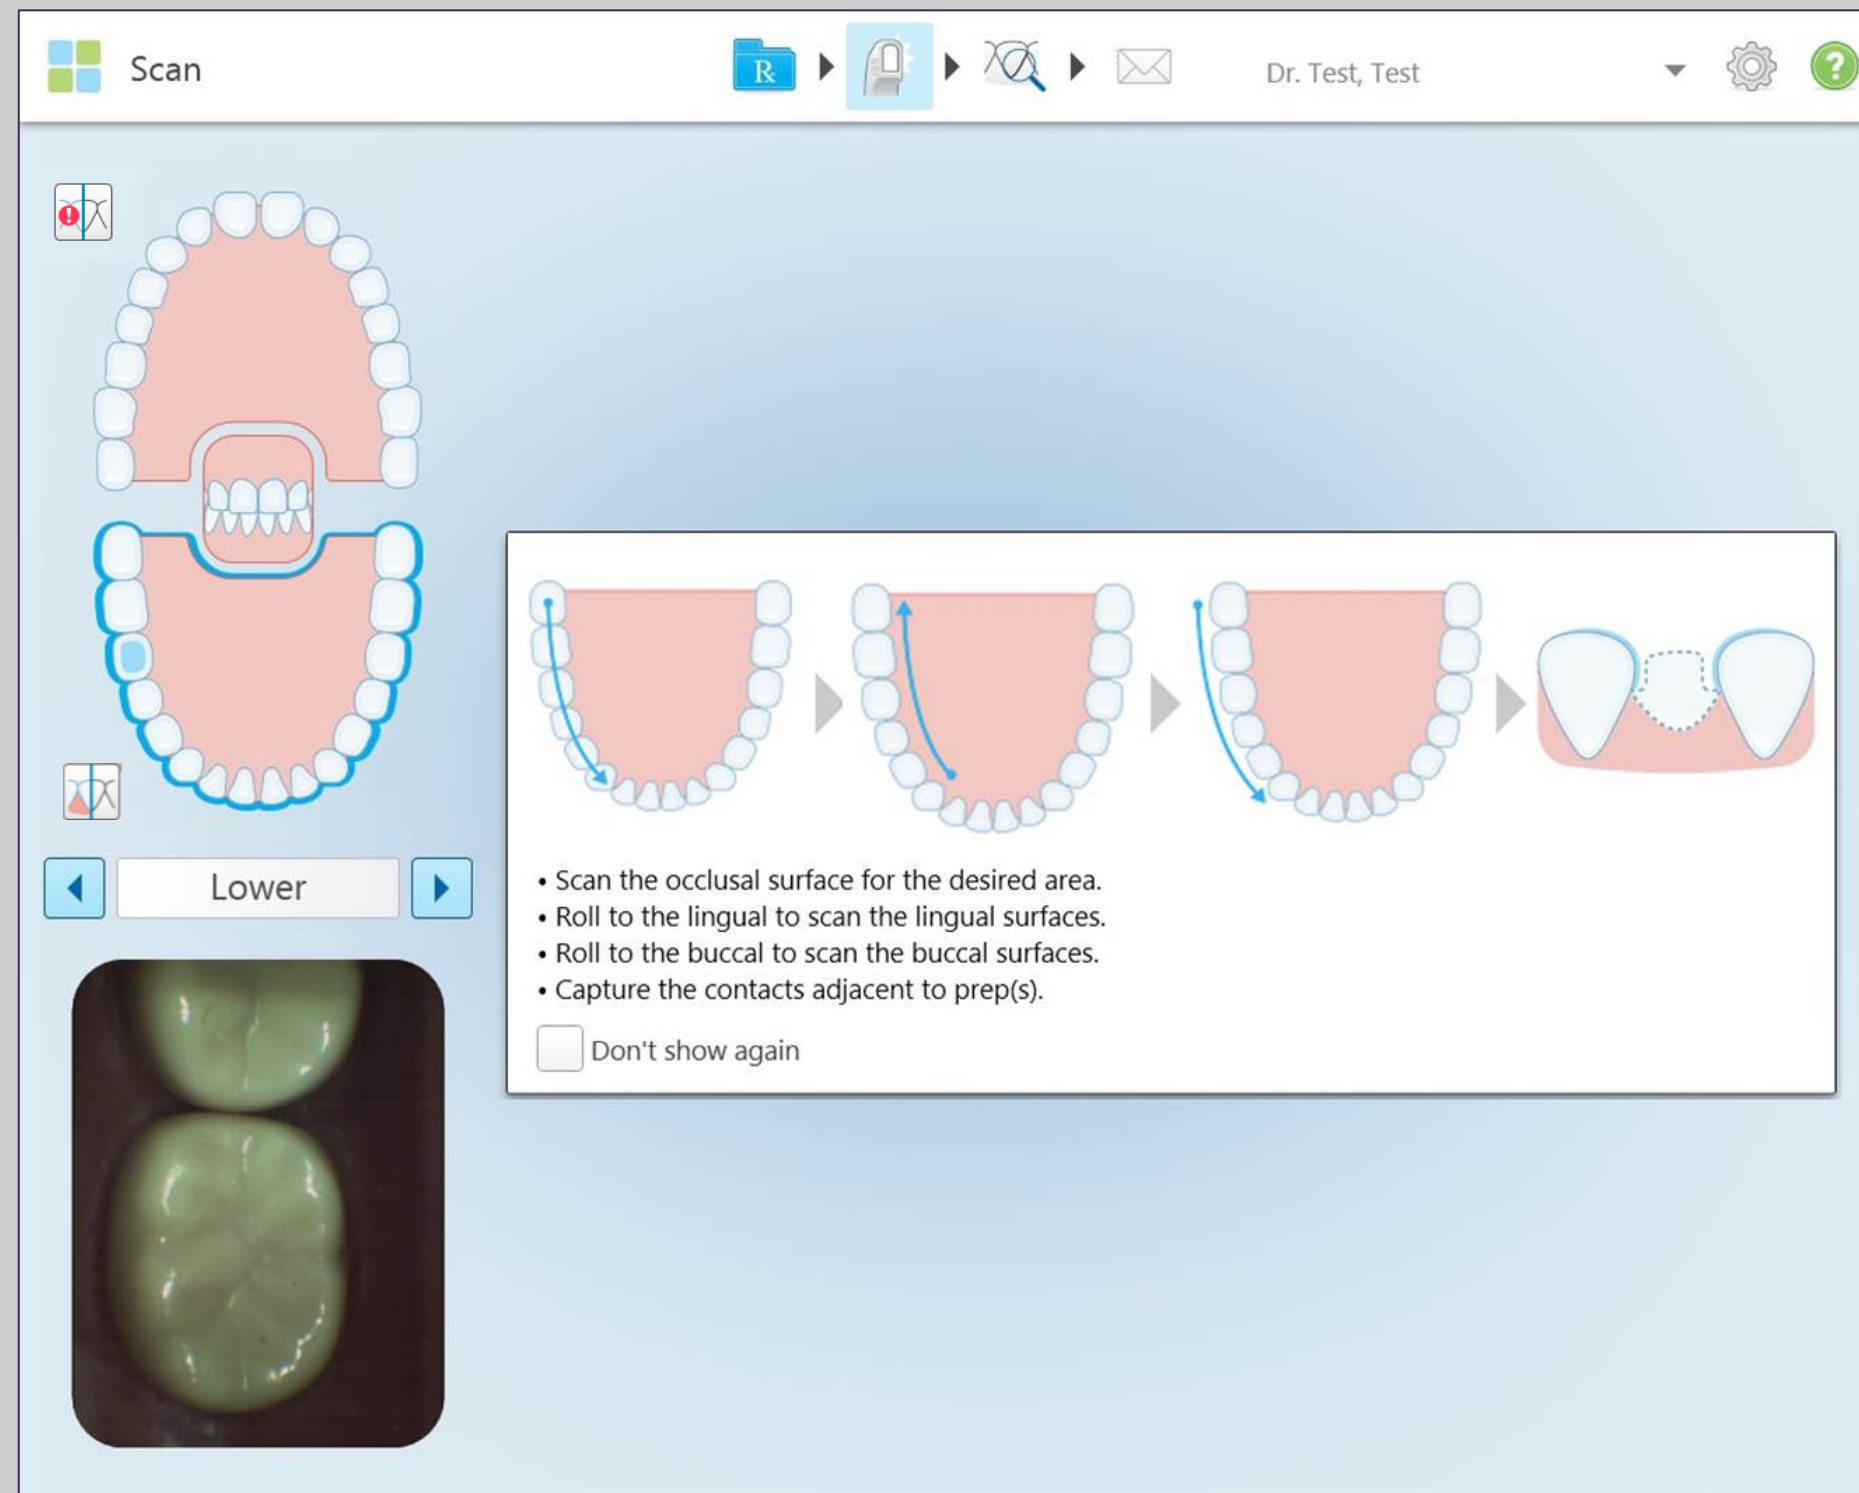 Scan
Rx
Dr. Test, Test
?
Lower
• Scan the occlusal surface for the desired area.
• Roll to the lingual to scan the lingual surfaces.
• Roll to the buccal to scan the buccal surfaces.
• Capture the contacts adjacent to prep(s).
Don't show again